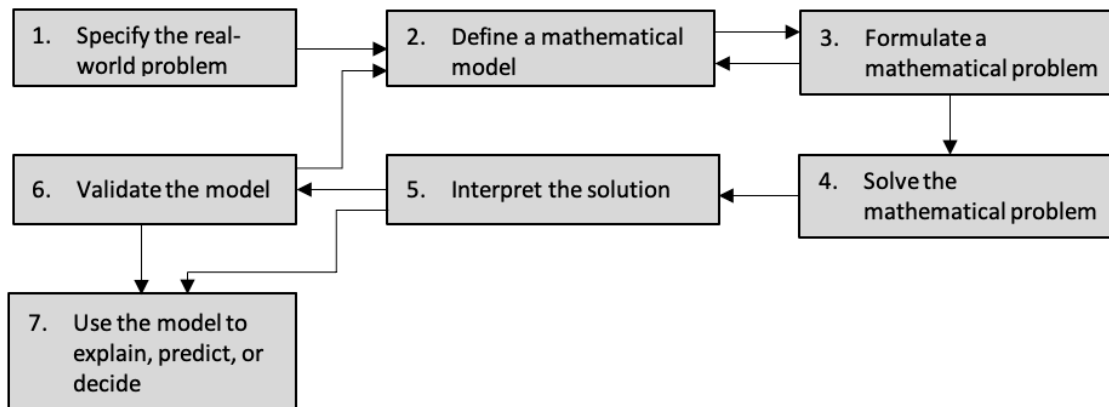 1. Specify the real-
world problem
2. Define a mathematical
model
3. Formulate a
mathematical problem
6. Validate the model
5. Interpret the solution
4. Solve the
mathematical problem
7. Use the model to
explain, predict, or
decide